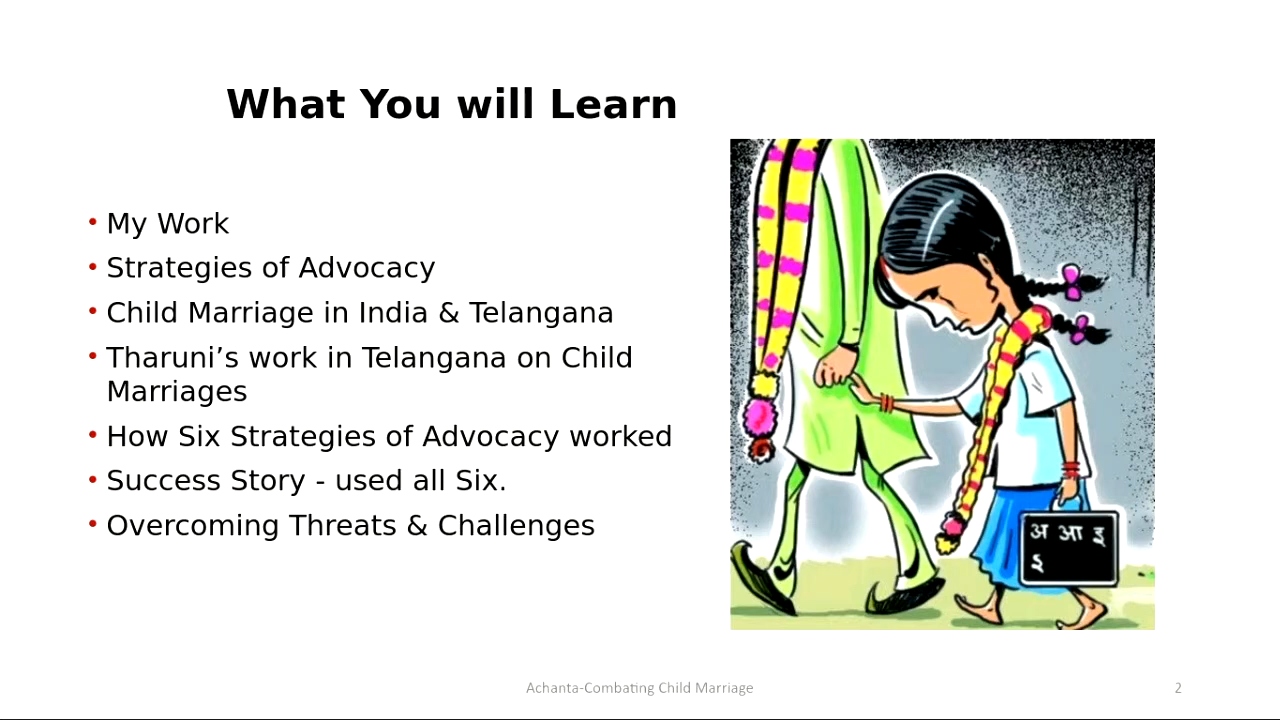 What You will Learn
• My Work
• Strategies of Advocacy
• Child Marriage in India & Telangana
• Tharuni’s work in Telangana on Child
Marriages
• How Six Strategies of Advocacy worked
• Success Story - used all Six.
• Overcoming Threats & Challenges
अ आ इ
इ
Achanta-Combating Child Marriage
2